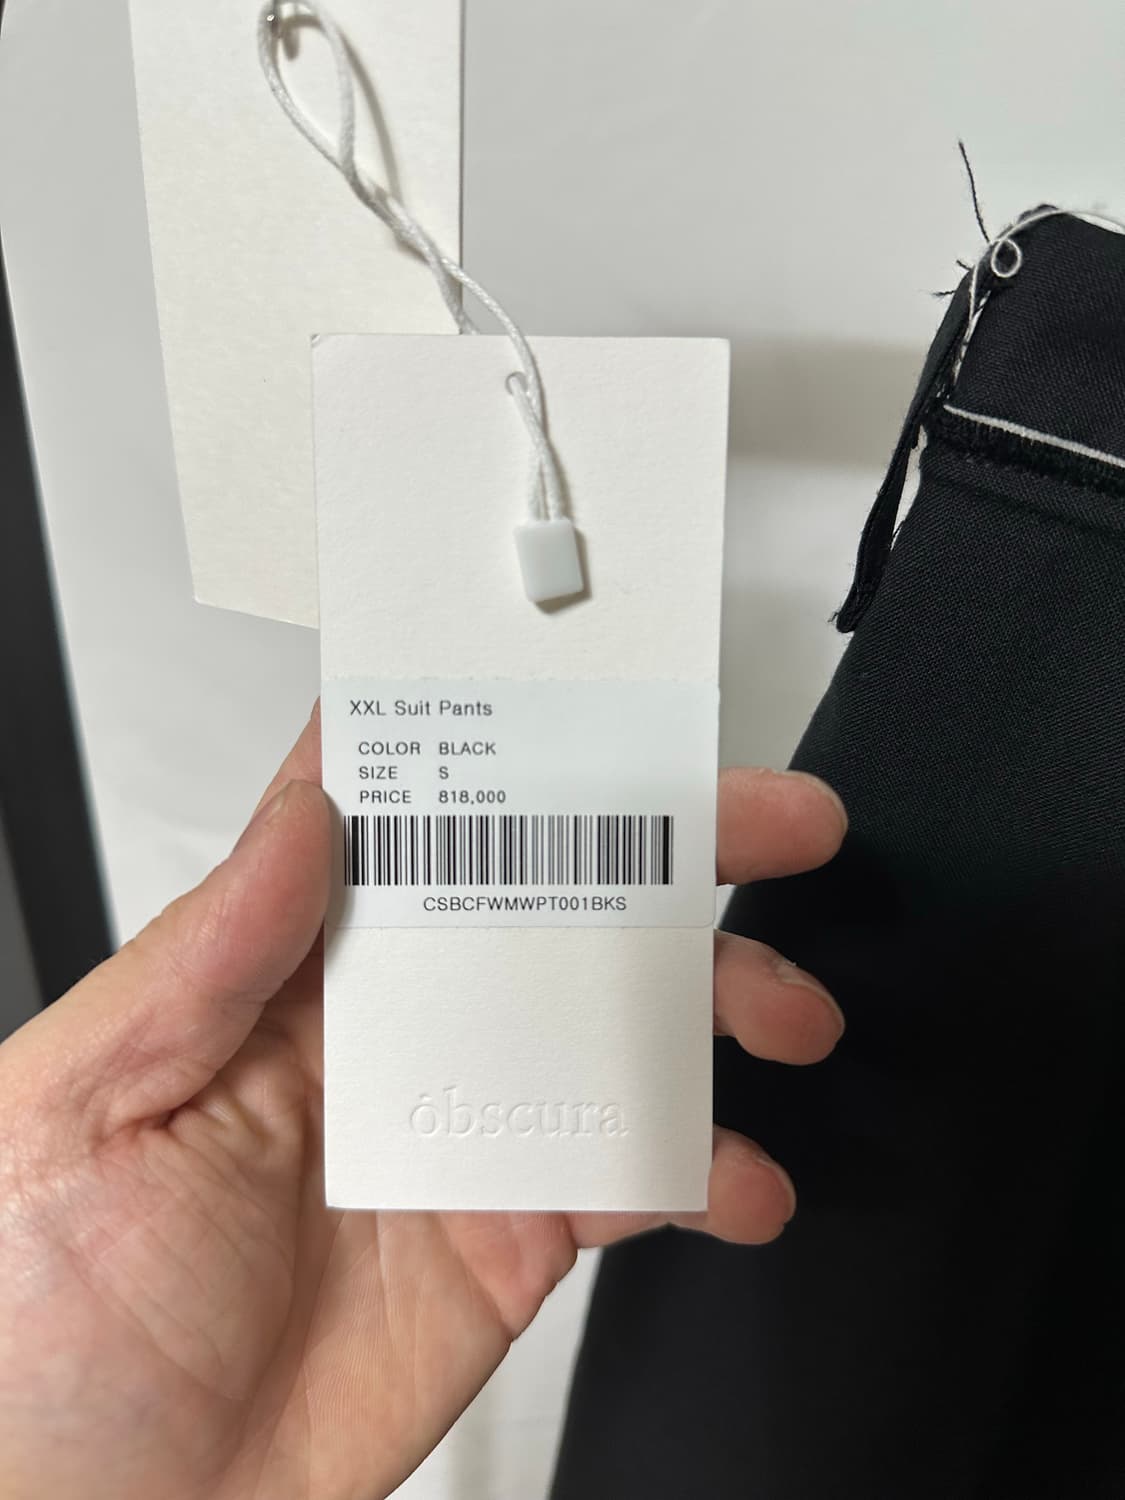 XXL Suit Pants
COLOR BLACK
SIZE S
PRICE 818,000
CSBCFWMWPT001BKS
òbscura